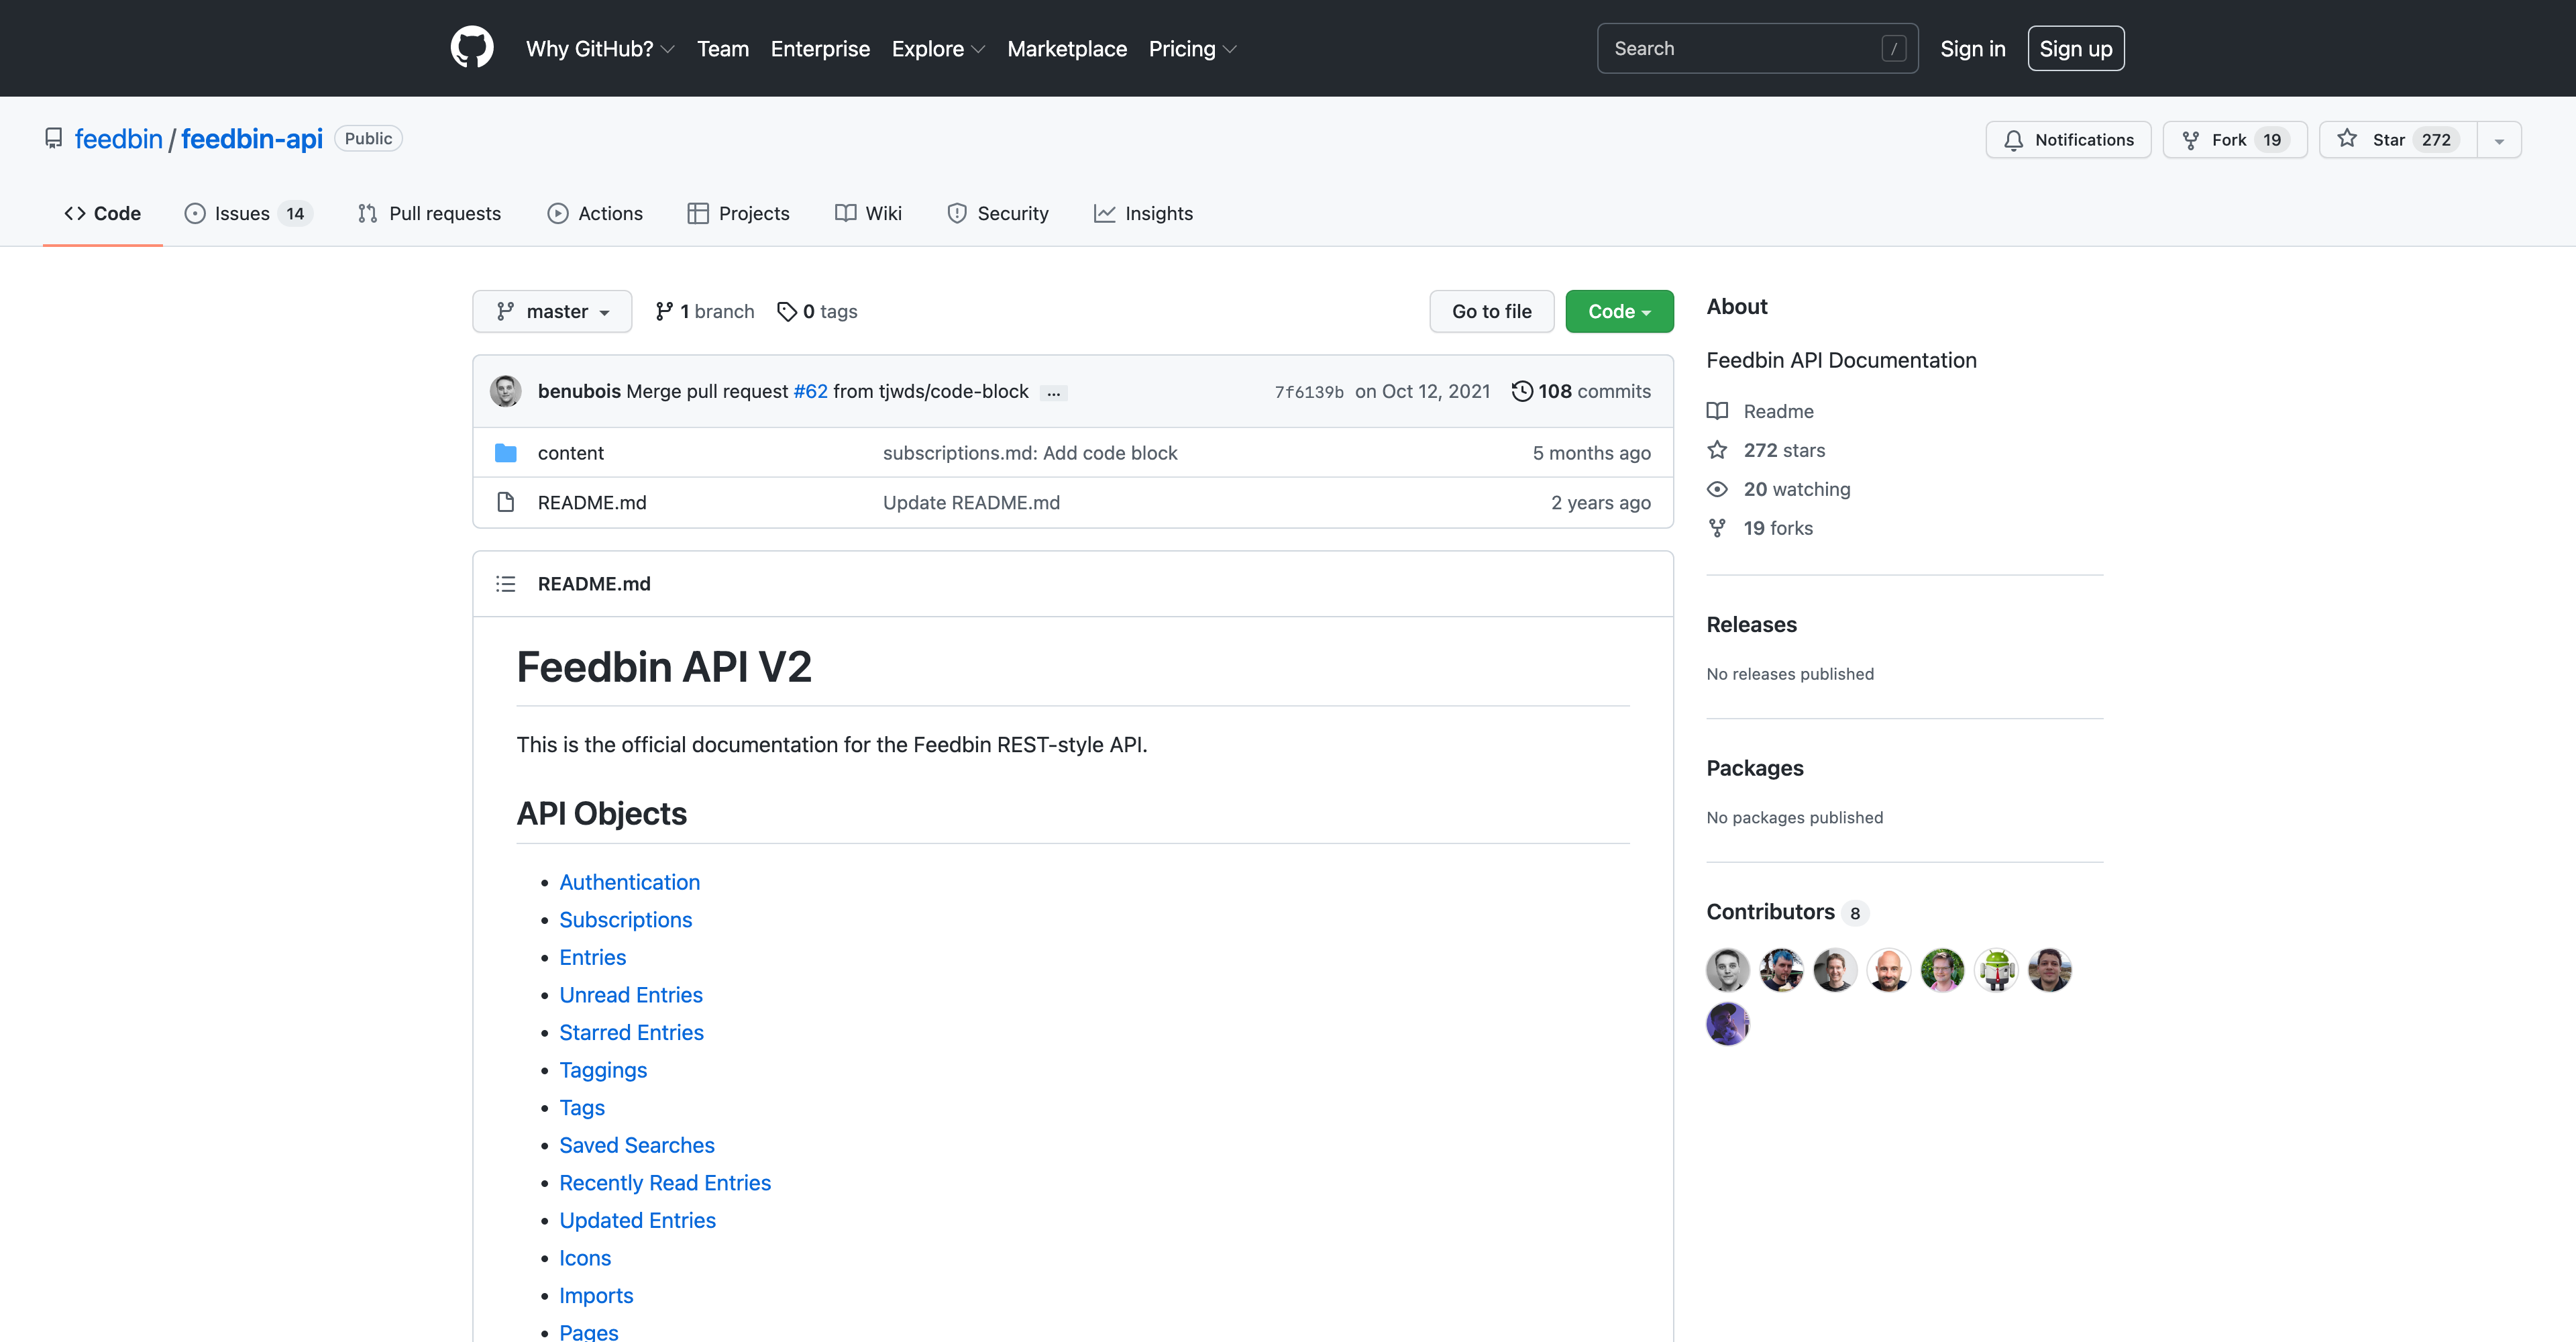 Why GitHub? Team Enterprise Explore Marketplace Pricing Search / Sign in Sign up
feedbin / feedbin-api Public Notifications Fork 19 Star 272
Code Issues 14 Pull requests Actions Projects Wiki Security Insights
master 1 branch 0 tags Go to file Code
benubois Merge pull request #62 from tjwds/code-block ... 7f6139b on Oct 12, 2021 108 commits
content subscriptions.md: Add code block 5 months ago
README.md Update README.md 2 years ago
README.md
Feedbin API V2
This is the official documentation for the Feedbin REST-style API.
API Objects
• Authentication
• Subscriptions
• Entries
• Unread Entries
• Starred Entries
• Taggings
• Tags
• Saved Searches
• Recently Read Entries
• Updated Entries
• Icons
• Imports
• Pages
About
Feedbin API Documentation
Readme
272 stars
20 watching
19 forks
Releases
No releases published
Packages
No packages published
Contributors 8